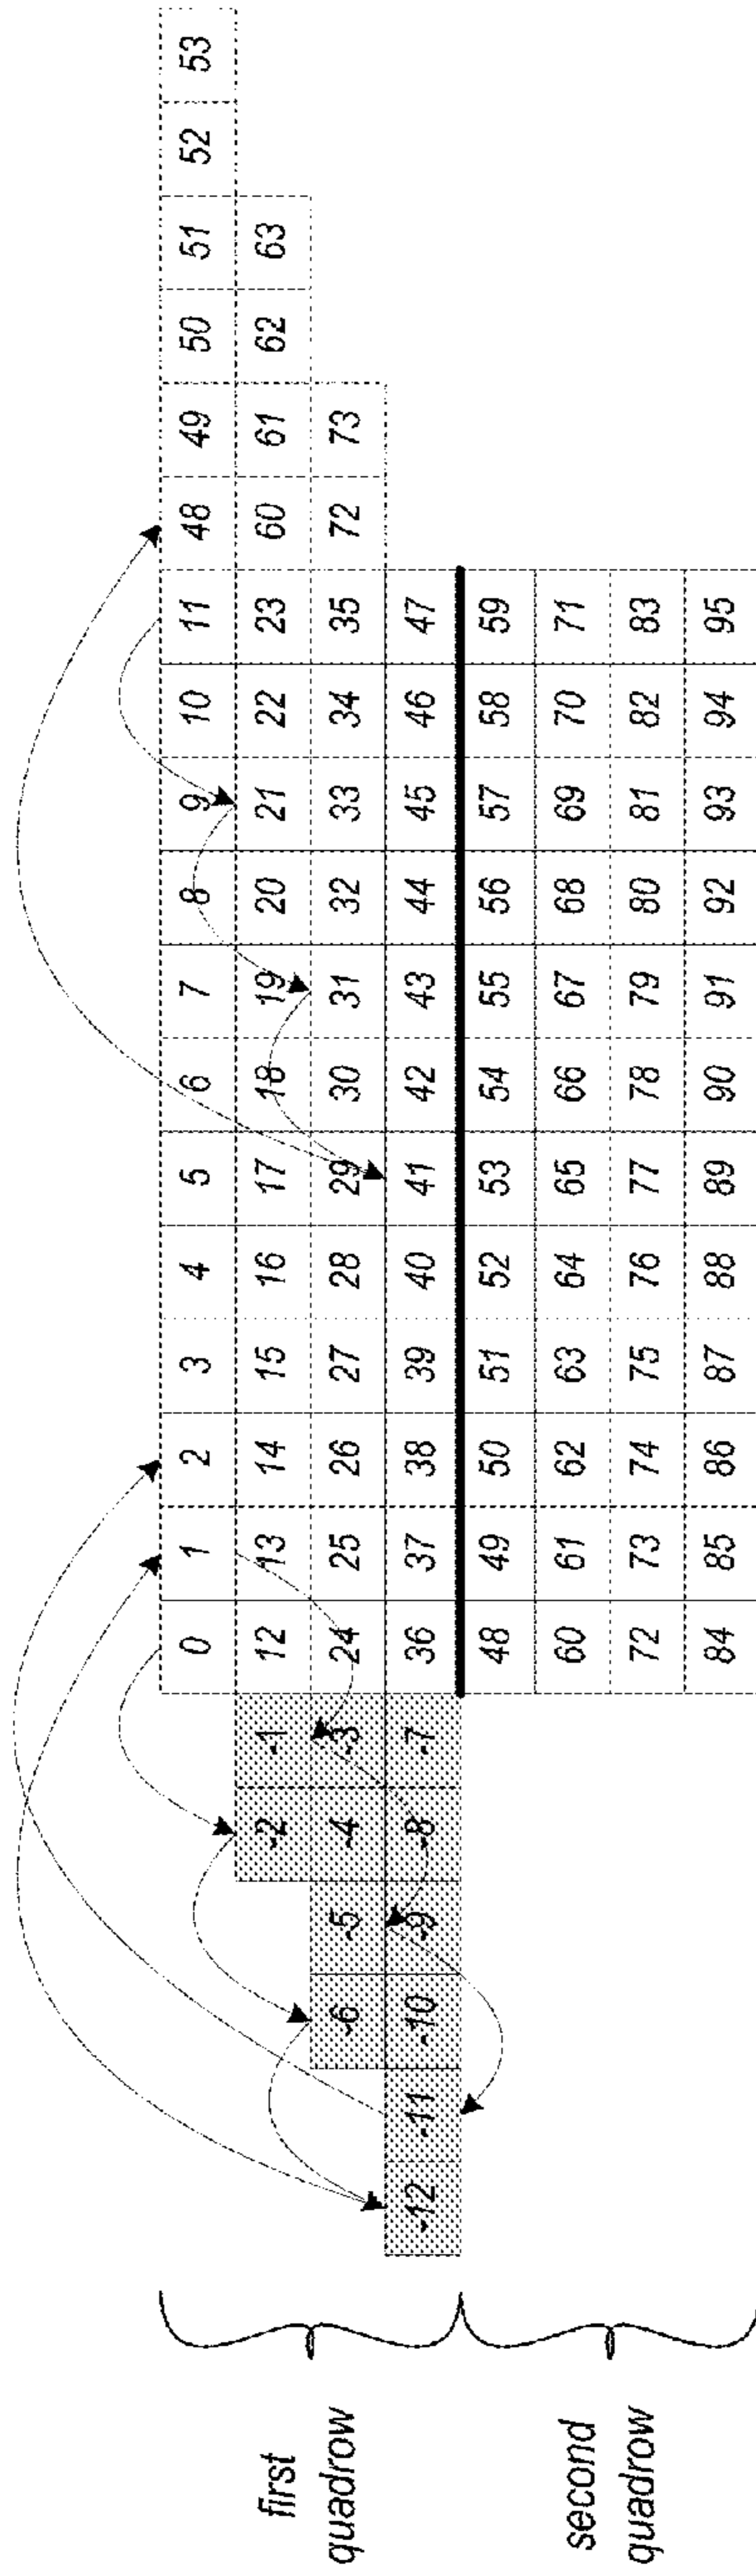 0 1 2 3 4 5 6 7 8 9 10 11 48 49 50 51 52 53
first -2 -1 12 13 14 15 16 17 18 19 20 21 22 23 60 61 62 63
quadrow -6 -5 -4 -3 24 25 26 27 28 29 30 31 32 33 34 35 72 73
-12 -11 -10 -9 -8 -7 36 37 38 39 40 41 42 43 44 45 46 47
48 49 50 51 52 53 54 55 56 57 58 59
second 60 61 62 63 64 65 66 67 68 69 70 71
quadrow 72 73 74 75 76 77 78 79 80 81 82 83
84 85 86 87 88 89 90 91 92 93 94 95